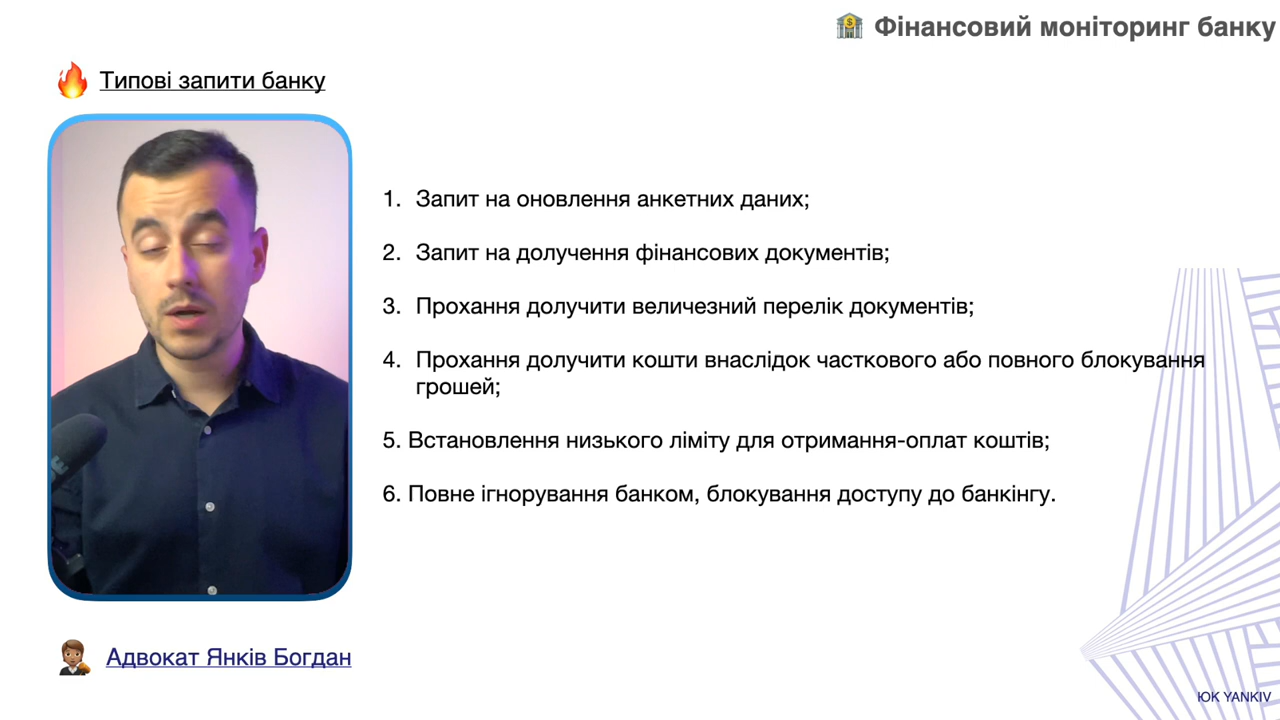 Фінансовий моніторинг банку
Типові запити банку
1. Запит на оновлення анкетних даних;
2. Запит на долучення фінансових документів;
3. Прохання долучити величезний перелік документів;
4. Прохання долучити кошти внаслідок часткового або повного блокування
грошей;
5. Встановлення низького ліміту для отримання-оплат коштів;
6. Повне ігнорування банком, блокування доступу до банкінгу.
Адвокат Янків Богдан
ЮК YANKIV